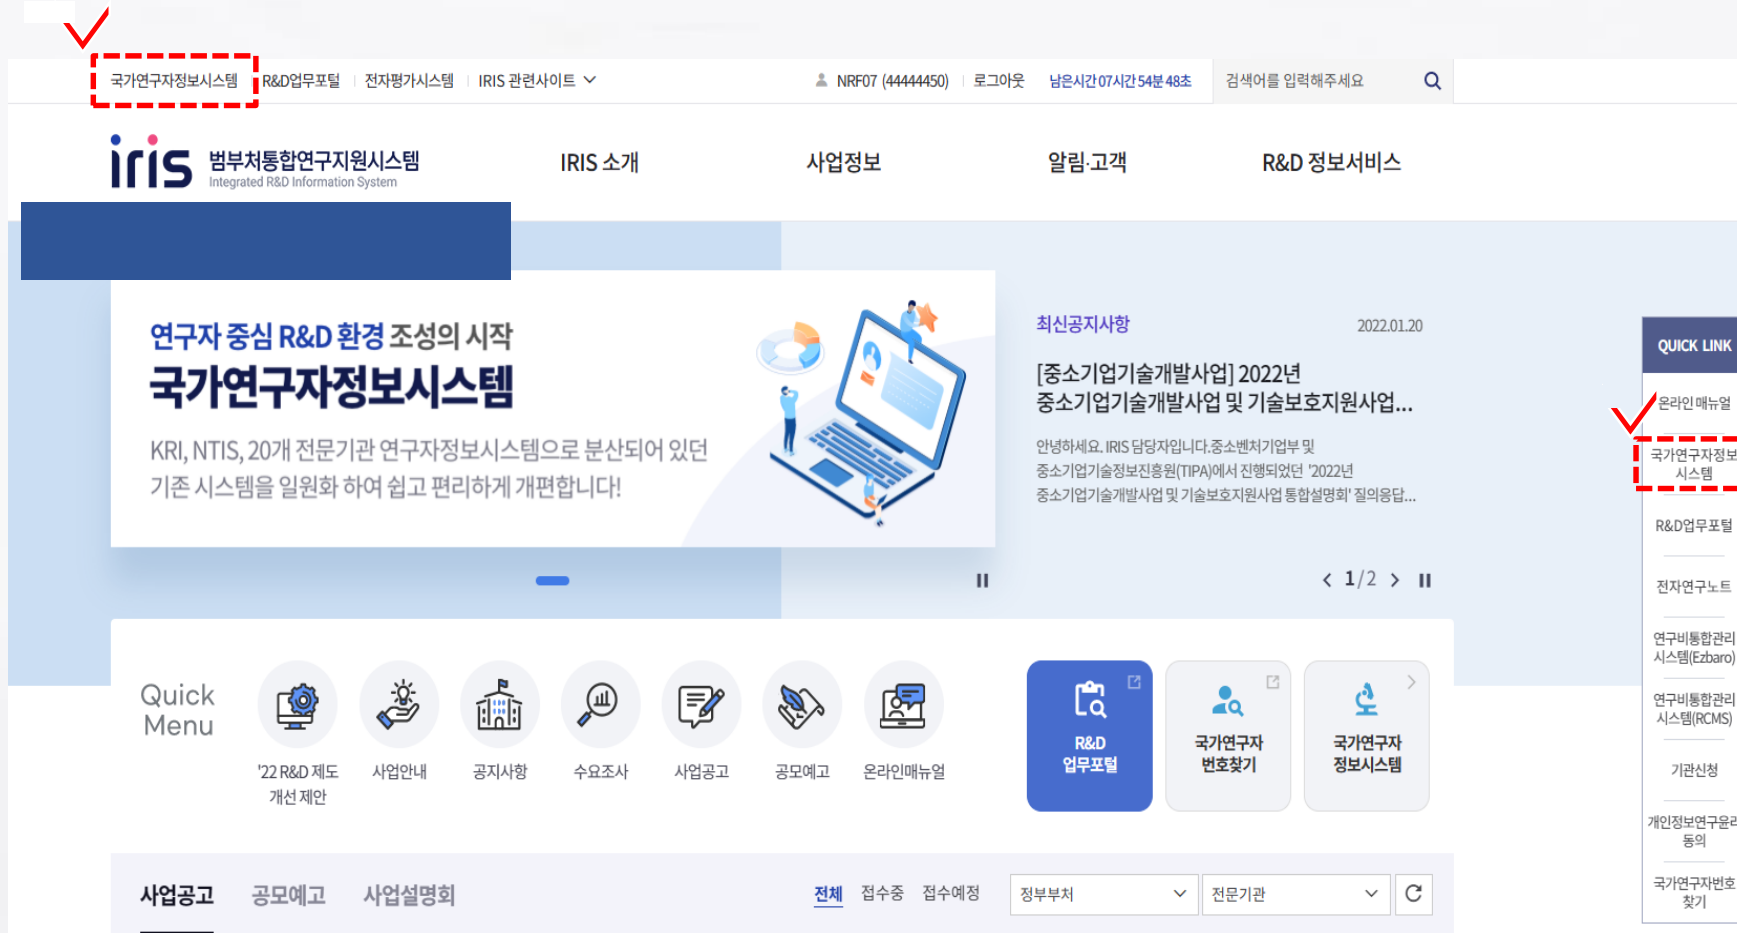 국가연구자정보시스템 R&D업무포털 전자평가시스템 IRIS 관련사이트 NRF07 (44444450) 로그아웃 남은시간 07시간 54분 48초 검색어를 입력해주세요
iris 범부처통합연구지원시스템
Integrated R&D Information System
IRIS 소개 사업정보 알림·고객 R&D 정보서비스
연구자 중심 R&D 환경 조성의 시작
국가연구자정보시스템
KRI, NTIS, 20개 전문기관 연구자정보시스템으로 분산되어 있던
기존 시스템을 일원화 하여 쉽고 편리하게 개편합니다!
최신공지사항 2022.01.20
[중소기업기술개발사업] 2022년
중소기업기술개발사업 및 기술보호지원사업...
안녕하세요. IRIS 담당자입니다.중소벤처기업부 및
중소기업기술정보진흥원(TIPA)에서 진행되었던 '2022년
중소기업기술개발사업 및 기술보호지원사업 통합설명회' 질의응답...
1/2
QUICK LINK
온라인 매뉴얼
국가연구자정보
시스템
R&D업무포털
전자연구노트
연구비통합관리
시스템(Ezbaro)
연구비통합관리
시스템(RCMS)
기관신청
개인정보연구윤리
동의
국가연구자번호
찾기
Quick
Menu
'22 R&D 제도
개선 제안
사업안내
공지사항
수요조사
사업공고
공모예고
온라인매뉴얼
R&D
업무포털
국가연구자
번호찾기
국가연구자
정보시스템
사업공고 공모예고 사업설명회 전체 접수중 접수예정 정부부처 전문기관